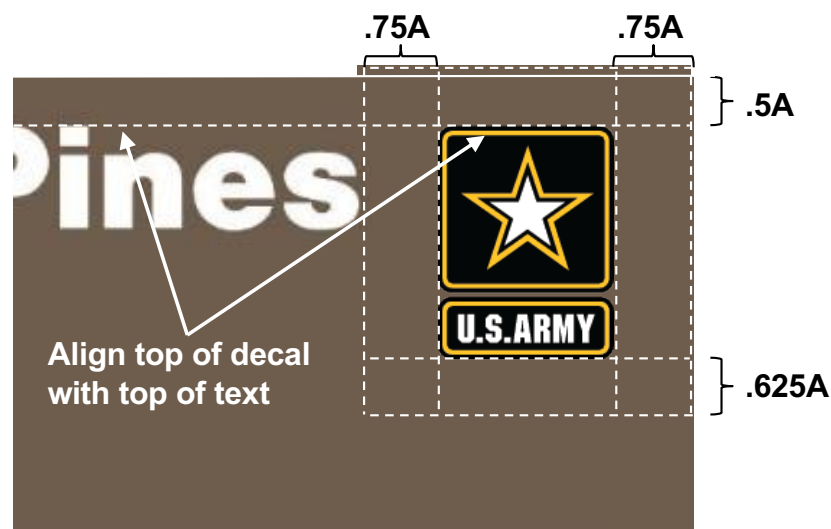 .75A .75A
.5A
Pines
U.S.ARMY
Align top of decal
with top of text
.625A